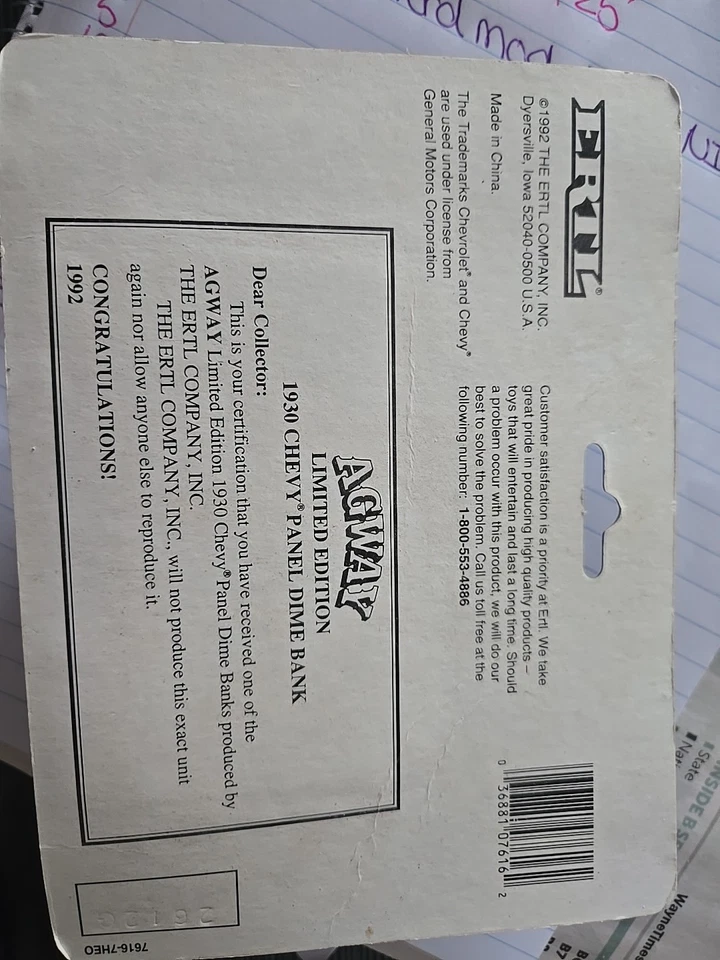 ERTL®
©1992 THE ERTL COMPANY, INC.
Dyersville, Iowa 52040-0500 U.S.A.
Made in China.
The Trademarks Chevrolet® and Chevy®
are used under license from
General Motors Corporation.
Customer satisfaction is a priority at Ertl. We take
great pride in producing high quality products –
toys that will entertain and last a long time. Should
a problem occur with this product, we will do our
best to solve the problem. Call us toll free at the
following number: 1-800-553-4886
0 36881 07616 2
AGWAY
LIMITED EDITION
1930 CHEVY® PANEL DIME BANK
Dear Collector:
This is your certification that you have received one of the
AGWAY Limited Edition 1930 Chevy® Panel Dime Banks produced by
THE ERTL COMPANY, INC.
THE ERTL COMPANY, INC., will not produce this exact unit
again nor allow anyone else to reproduce it.
CONGRATULATIONS!
1992
7616-7HEO
WayneTimes
State
25
5